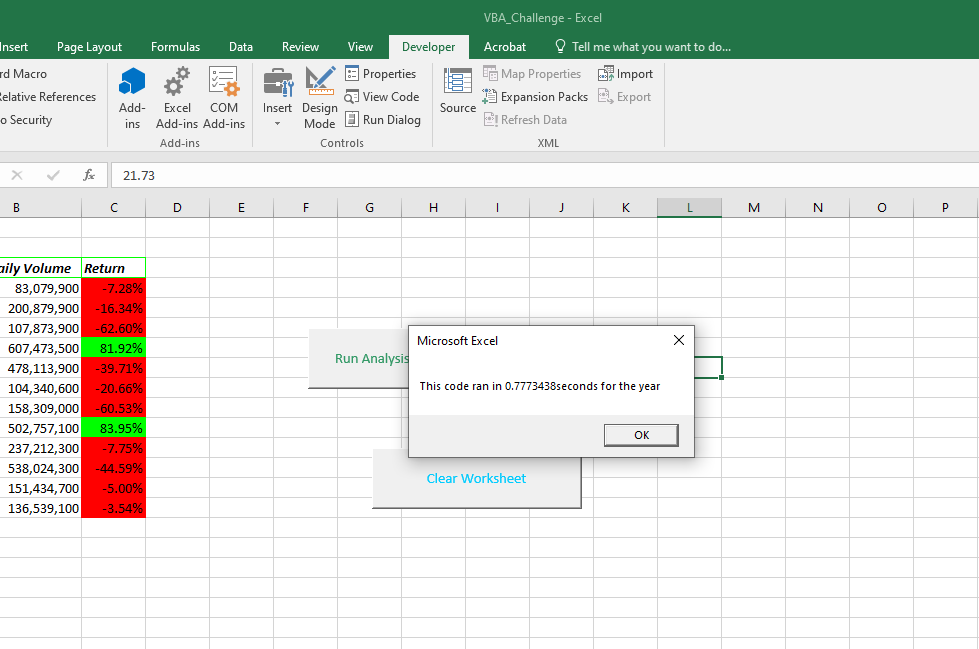 VBA_Challenge - Excel
nsert Page Layout Formulas Data Review View Developer Acrobat Tell me what you want to do...
rd Macro
elative References
o Security
Add-
ins
Excel
Add-ins
COM
Add-ins
Add-ins
Insert
Design
Mode
Properties
View Code
Run Dialog
Controls
Source
Map Properties
Expansion Packs
Refresh Data
Import
Export
XML
fx 21.73
B C D E F G H I J K L M N O P
aily Volume Return
83,079,900 -7.28%
200,879,900 -16.34%
107,873,900 -62.60%
607,473,500 81.92%
478,113,900 -39.71%
104,340,600 -20.66%
158,309,000 -60.53%
502,757,100 83.95%
237,212,300 -7.75%
538,024,300 -44.59%
151,434,700 -5.00%
136,539,100 -3.54%
Run Analysis
Microsoft Excel
This code ran in 0.7773438seconds for the year
OK
Clear Worksheet